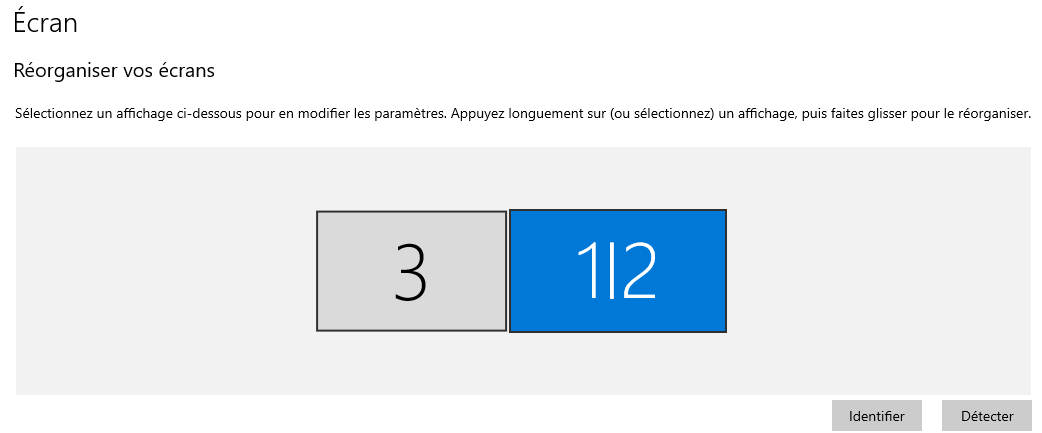 Écran
Réorganiser vos écrans
Sélectionnez un affichage ci-dessous pour en modifier les paramètres. Appuyez longuement sur (ou sélectionnez) un affichage, puis faites glisser pour le réorganiser.
3 1|2
Identifier Détecter